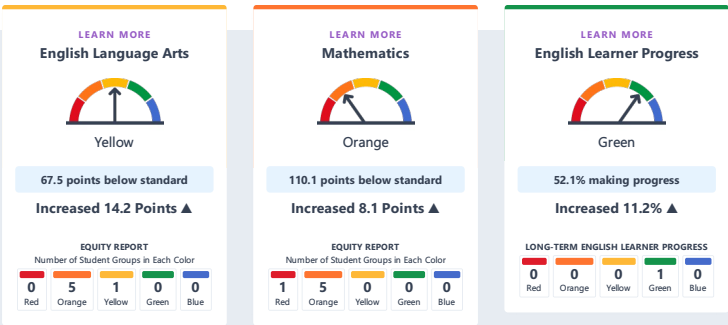 LEARN MORE
English Language Arts
Yellow
67.5 points below standard
Increased 14.2 Points ▲
EQUITY REPORT
Number of Student Groups in Each Color
0 5 1 0 0
Red Orange Yellow Green Blue
LEARN MORE
Mathematics
Orange
110.1 points below standard
Increased 8.1 Points ▲
EQUITY REPORT
Number of Student Groups in Each Color
1 5 0 0 0
Red Orange Yellow Green Blue
LEARN MORE
English Learner Progress
Green
52.1% making progress
Increased 11.2% ▲
LONG-TERM ENGLISH LEARNER PROGRESS
0 0 0 1 0
Red Orange Yellow Green Blue